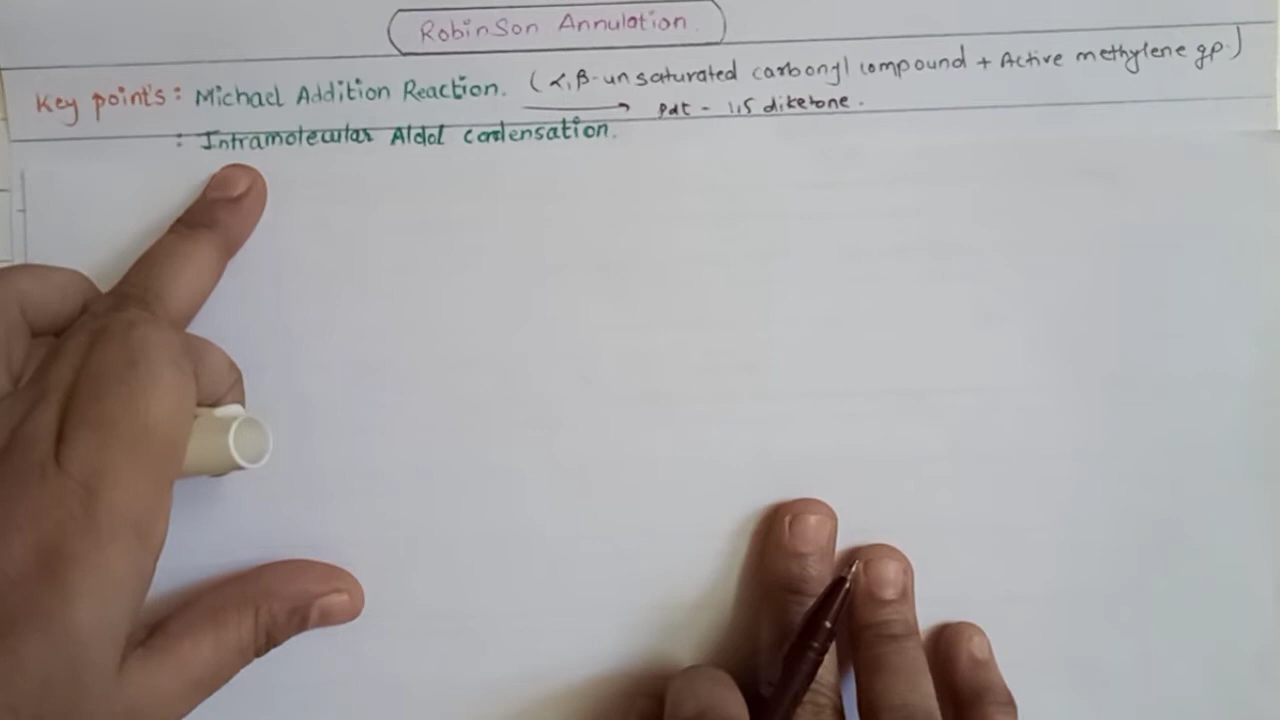 RobinSon Annulation
Key point's: Michael Addition Reaction. (α,β-unsaturated carbonyl compound + Active methylene gp.)
→ Pdt - 1,5 diketone.
: Intramolecular Aldol condensation.